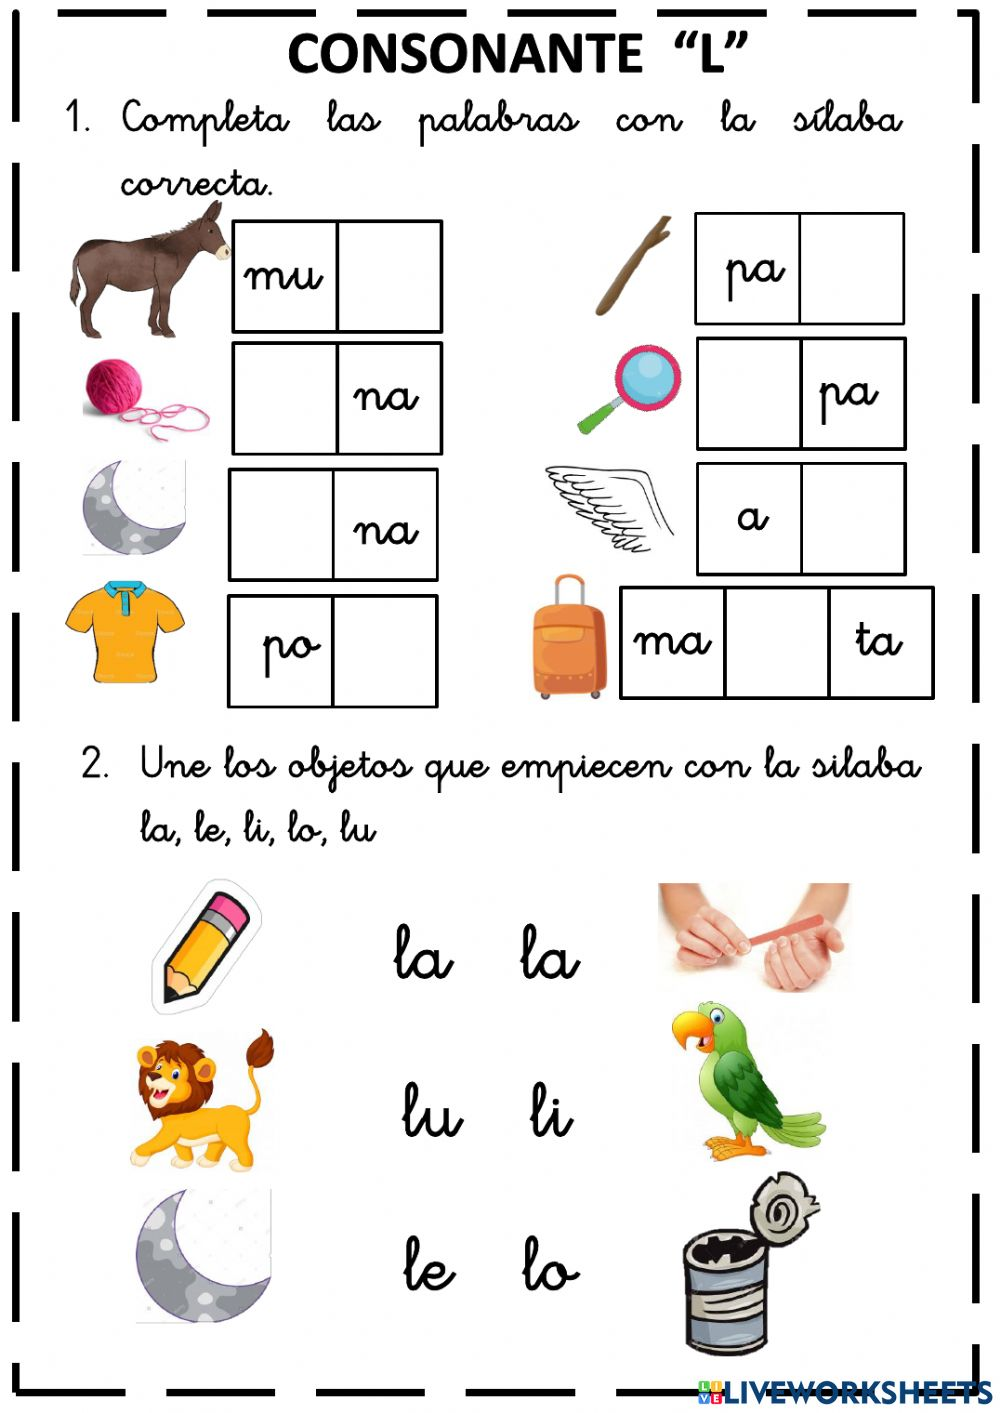 CONSONANTE “L”
1. Completa las palabras con la sílaba
correcta.
mu
pa
na
pa
na
a
po
ma ta
2. Une los objetos que empiecen con la silaba
la, le, li, lo, lu
la la
lu li
le lo
LIVEWORKSHEETS